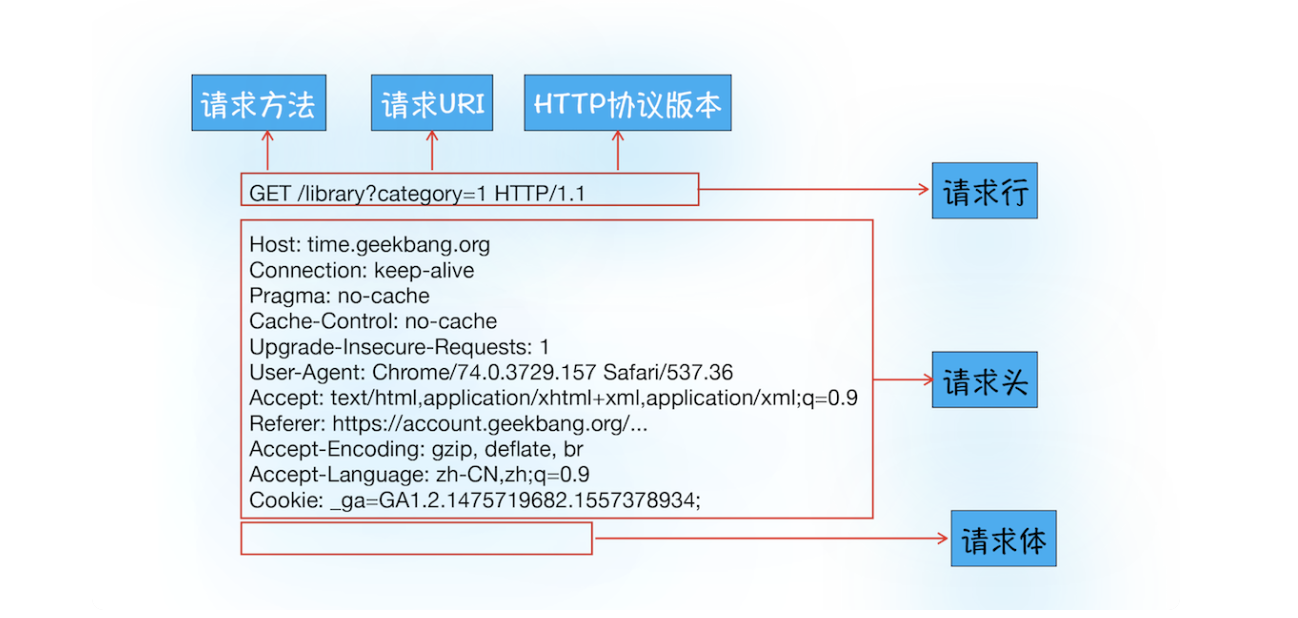 请求方法
请求URI
HTTP协议版本
GET /library?category=1 HTTP/1.1
请求行
Host: time.geekbang.org
Connection: keep-alive
Pragma: no-cache
Cache-Control: no-cache
Upgrade-Insecure-Requests: 1
User-Agent: Chrome/74.0.3729.157 Safari/537.36
Accept: text/html,application/xhtml+xml,application/xml;q=0.9
Referer: https://account.geekbang.org/...
Accept-Encoding: gzip, deflate, br
Accept-Language: zh-CN,zh;q=0.9
Cookie: _ga=GA1.2.1475719682.1557378934;
请求头
请求体